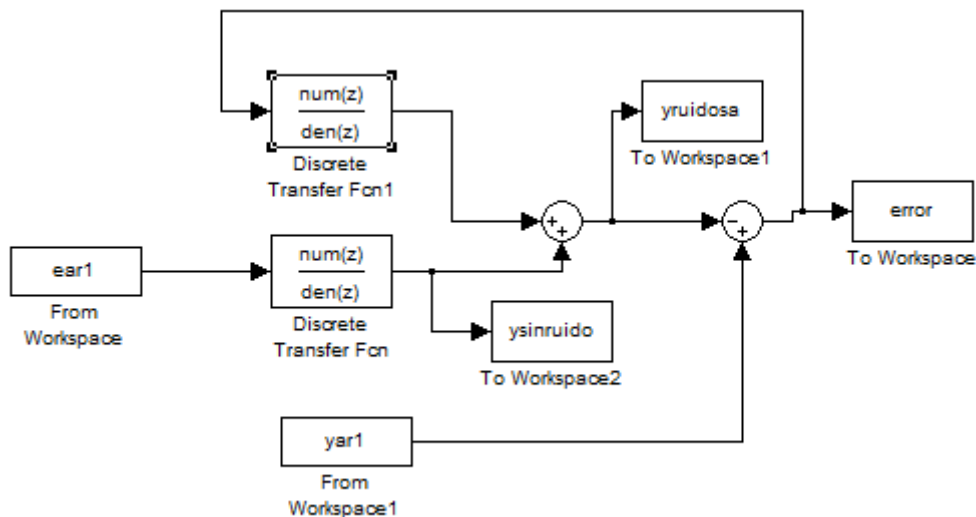 num(z)
den(z)
Discrete
Transfer Fcn1
yruidosa
To Workspace1
+
+
-
+
error
To Workspace
ear1
From
Workspace
num(z)
den(z)
Discrete
Transfer Fcn
ysinruido
To Workspace2
yar1
From
Workspace1